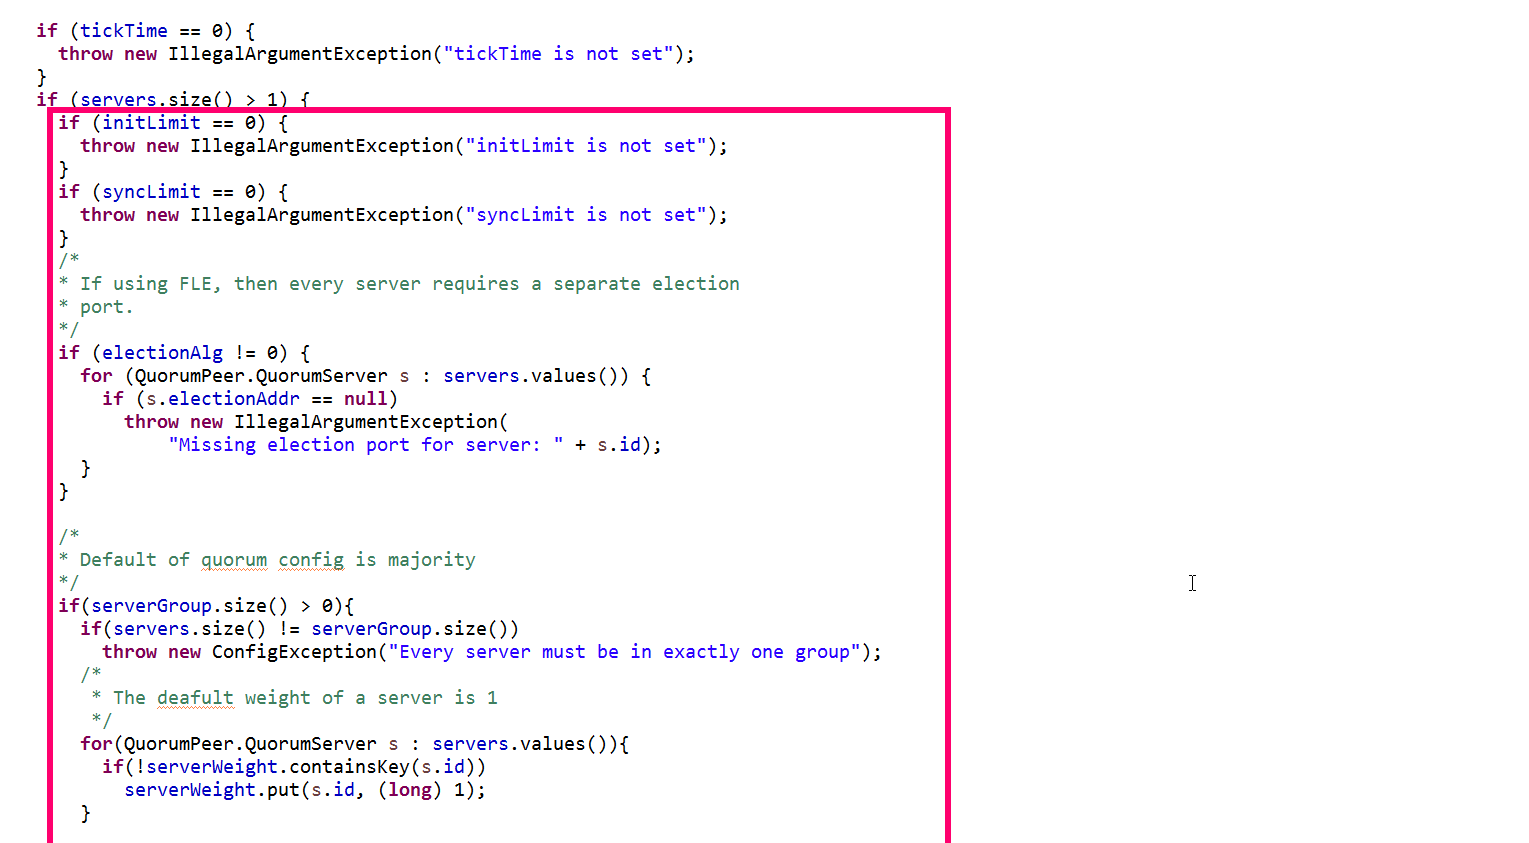 if (tickTime == 0) {
throw new IllegalArgumentException("tickTime is not set");
}
if (servers.size() > 1) {
if (initLimit == 0) {
throw new IllegalArgumentException("initLimit is not set");
}
if (syncLimit == 0) {
throw new IllegalArgumentException("syncLimit is not set");
}
/*
* If using FLE, then every server requires a separate election
* port.
*/
if (electionAlg != 0) {
for (QuorumPeer.QuorumServer s : servers.values()) {
if (s.electionAddr == null)
throw new IllegalArgumentException(
"Missing election port for server: " + s.id);
}
}
/*
* Default of quorum config is majority
*/
if(serverGroup.size() > 0){
if(servers.size() != serverGroup.size())
throw new ConfigException("Every server must be in exactly one group");
/*
* The deafult weight of a server is 1
*/
for(QuorumPeer.QuorumServer s : servers.values()){
if(!serverWeight.containsKey(s.id))
serverWeight.put(s.id, (long) 1);
}